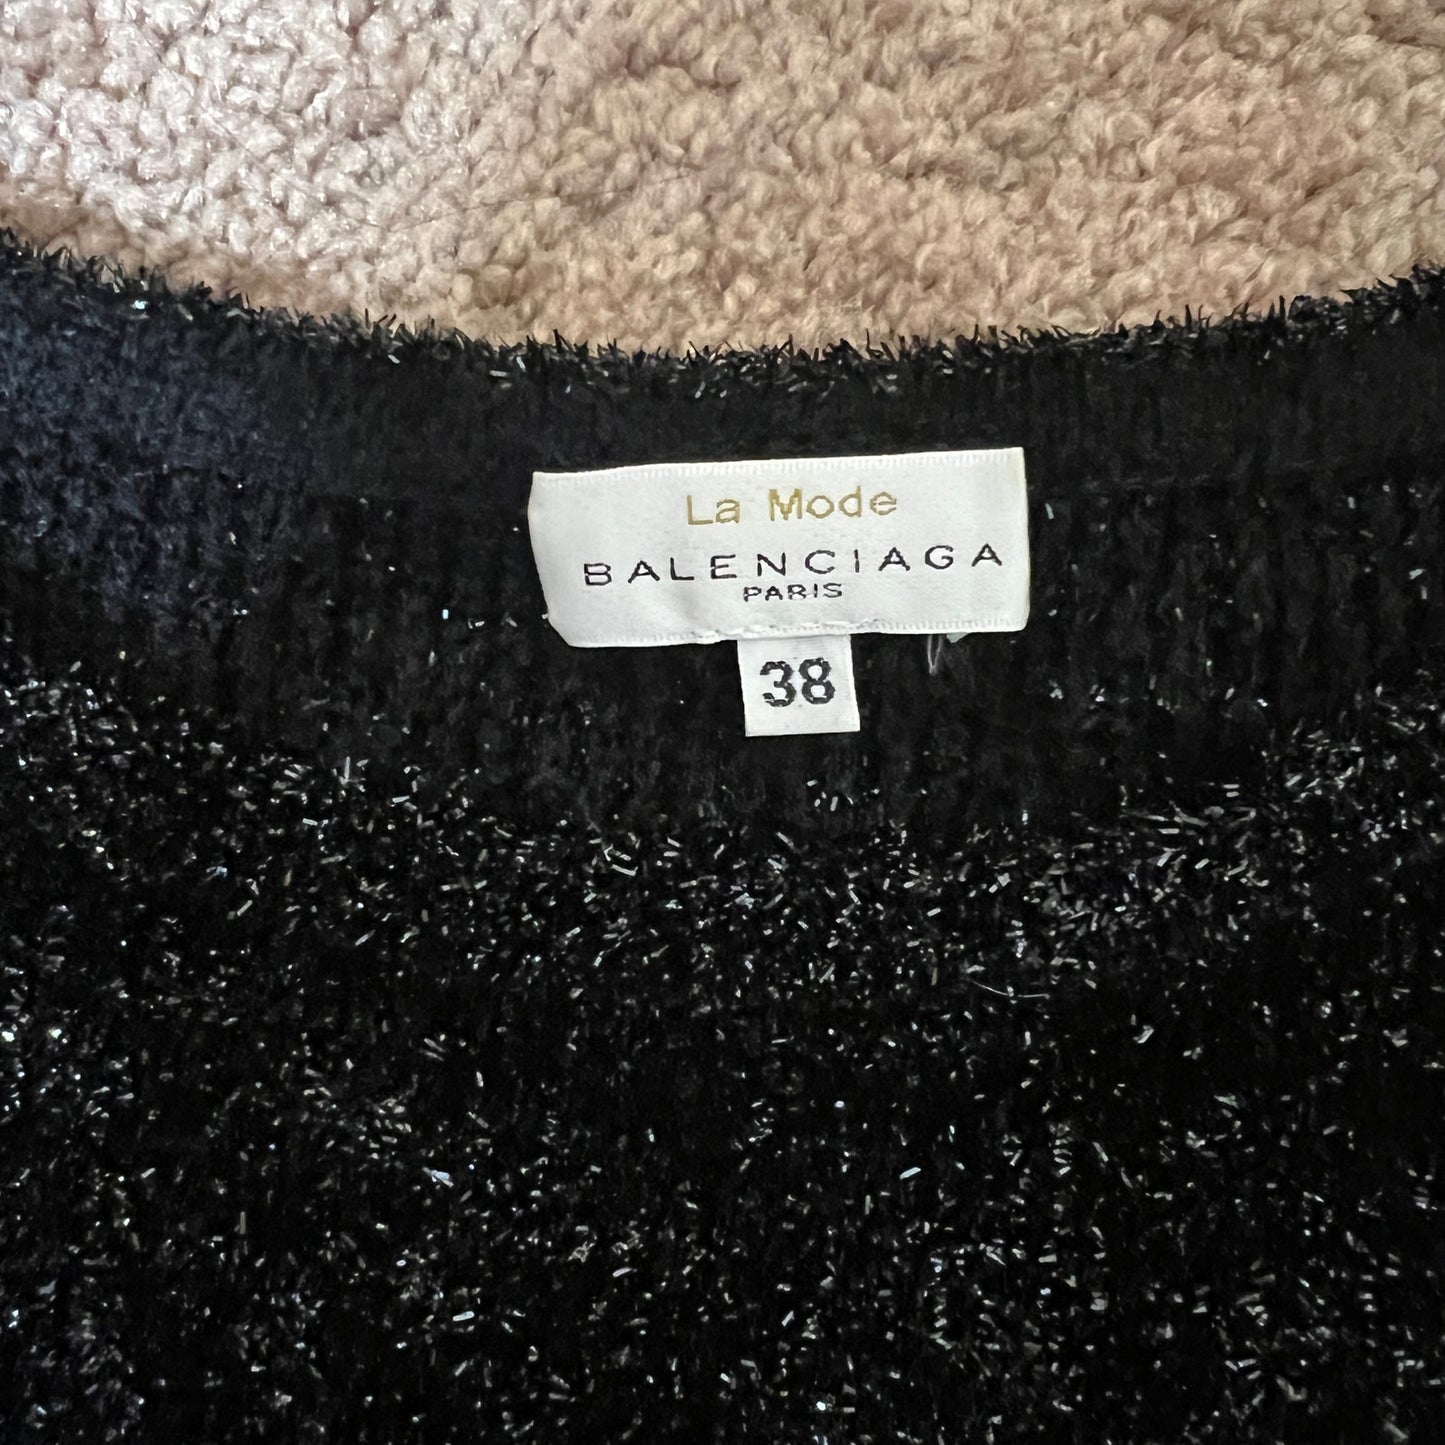 La Mode
BALENCIAGA
PARIS
38